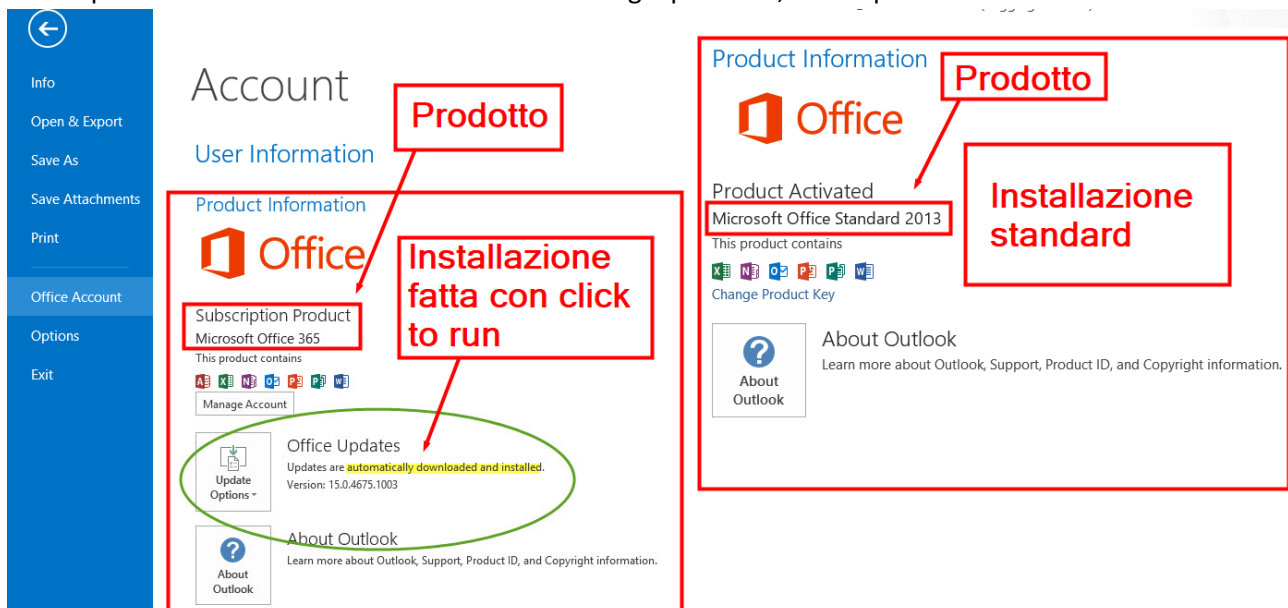 Info
Open & Export
Save As
Save Attachments
Print
Office Account
Options
Exit
Account
User Information
Prodotto
Product Information
Office
Installazione
fatta con click
to run
Subscription Product
Microsoft Office 365
This product contains
Manage Account
Update
Options
Office Updates
Updates are automatically downloaded and installed.
Version: 15.0.4675.1003
About
Outlook
About Outlook
Learn more about Outlook, Support, Product ID, and Copyright information.
Product Information
Prodotto
Office
Product Activated
Microsoft Office Standard 2013
This product contains
Change Product Key
Installazione
standard
About
Outlook
About Outlook
Learn more about Outlook, Support, Product ID, and Copyright information.